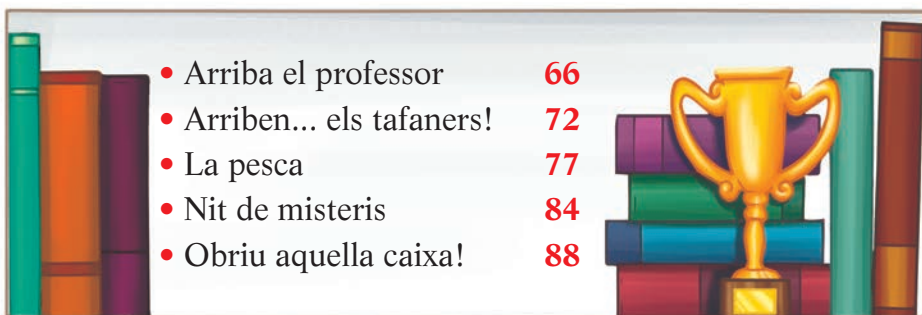 • Arriba el professor 66
• Arriben... els tafaners! 72
• La pesca 77
• Nit de misteris 84
• Obriu aquella caixa! 88